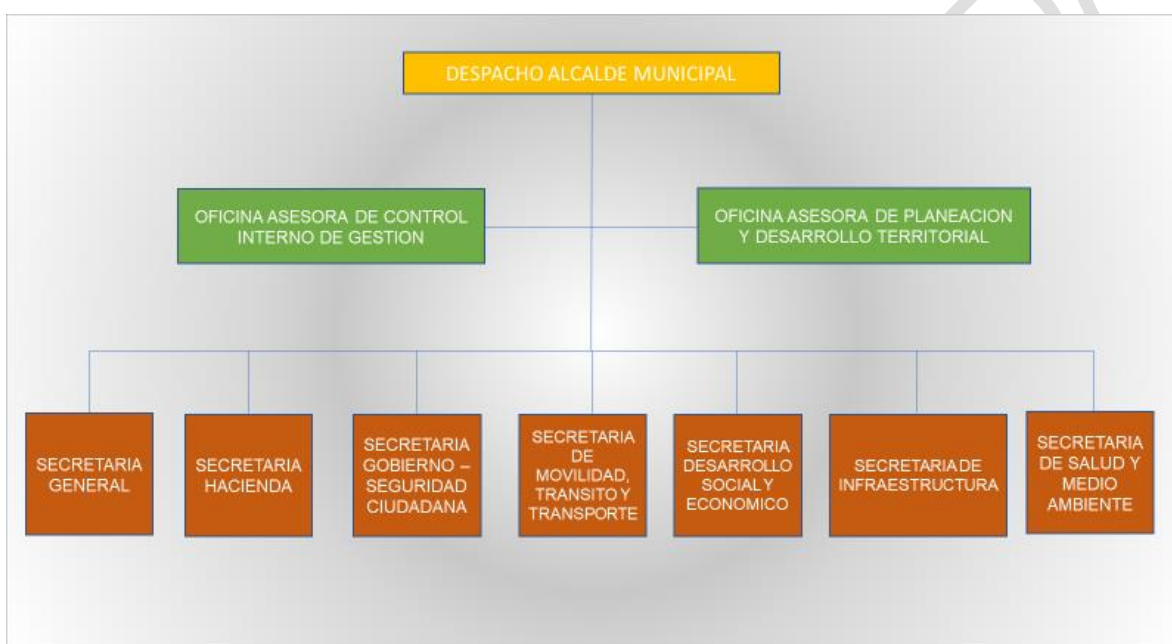 DESPACHO ALCALDE MUNICIPAL
OFICINA ASESORA DE CONTROL
INTERNO DE GESTION
OFICINA ASESORA DE PLANEACION
Y DESARROLLO TERRITORIAL
SECRETARIA
GENERAL
SECRETARIA
HACIENDA
SECRETARIA
GOBIERNO –
SEGURIDAD
CIUDADANA
SECRETARIA
DE
MOVILIDAD,
TRANSITO Y
TRANSPORTE
SECRETARIA
DESARROLLO
SOCIAL Y
ECONOMICO
SECRETARIA DE
INFRAESTRUCTURA
SECRETARIA
DE SALUD Y
MEDIO
AMBIENTE